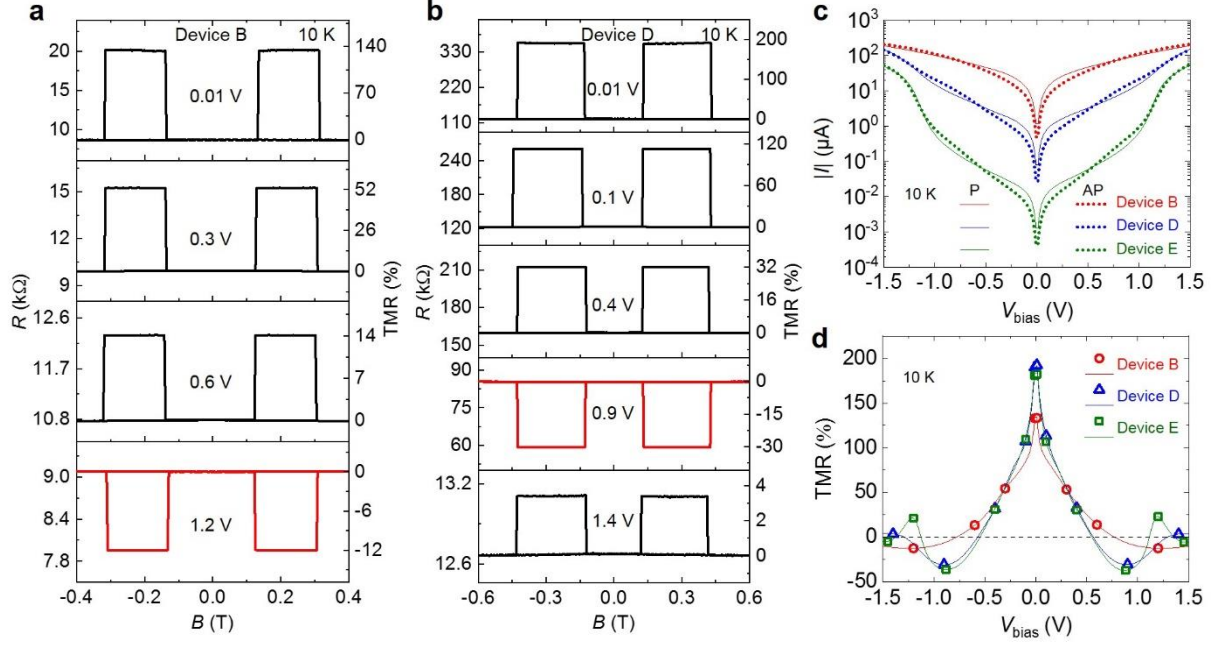 a
Device B 10 K
20
15
10
140
70
0
0.01 V
15
12
9
52
26
0
0.3 V
12.6
11.7
10.8
14
7
0
0.6 V
9.0
8.4
7.8
0
-6
-12
1.2 V
R (kΩ)
TMR (%)
-0.4 -0.2 0.0 0.2 0.4
B (T)
b
Device D 10 K
330
220
110
180
90
0
0.01 V
240
180
120
120
60
0
0.1 V
210
180
150
32
16
0
0.4 V
90
75
60
0
-15
-30
0.9 V
13.2
12.6
4
2
0
1.4 V
R (kΩ)
TMR (%)
-0.6 -0.3 0.0 0.3 0.6
B (T)
c
10³
10²
10¹
10⁰
10⁻¹
10⁻²
10⁻³
10⁻⁴
|I| (μA)
10 K P AP
Device B
Device D
Device E
-1.5 -1.0 -0.5 0.0 0.5 1.0 1.5
V_bias (V)
d
200
150
100
50
0
-50
TMR (%)
10 K
Device B
Device D
Device E
-1.5 -1.0 -0.5 0.0 0.5 1.0 1.5
V_bias (V)